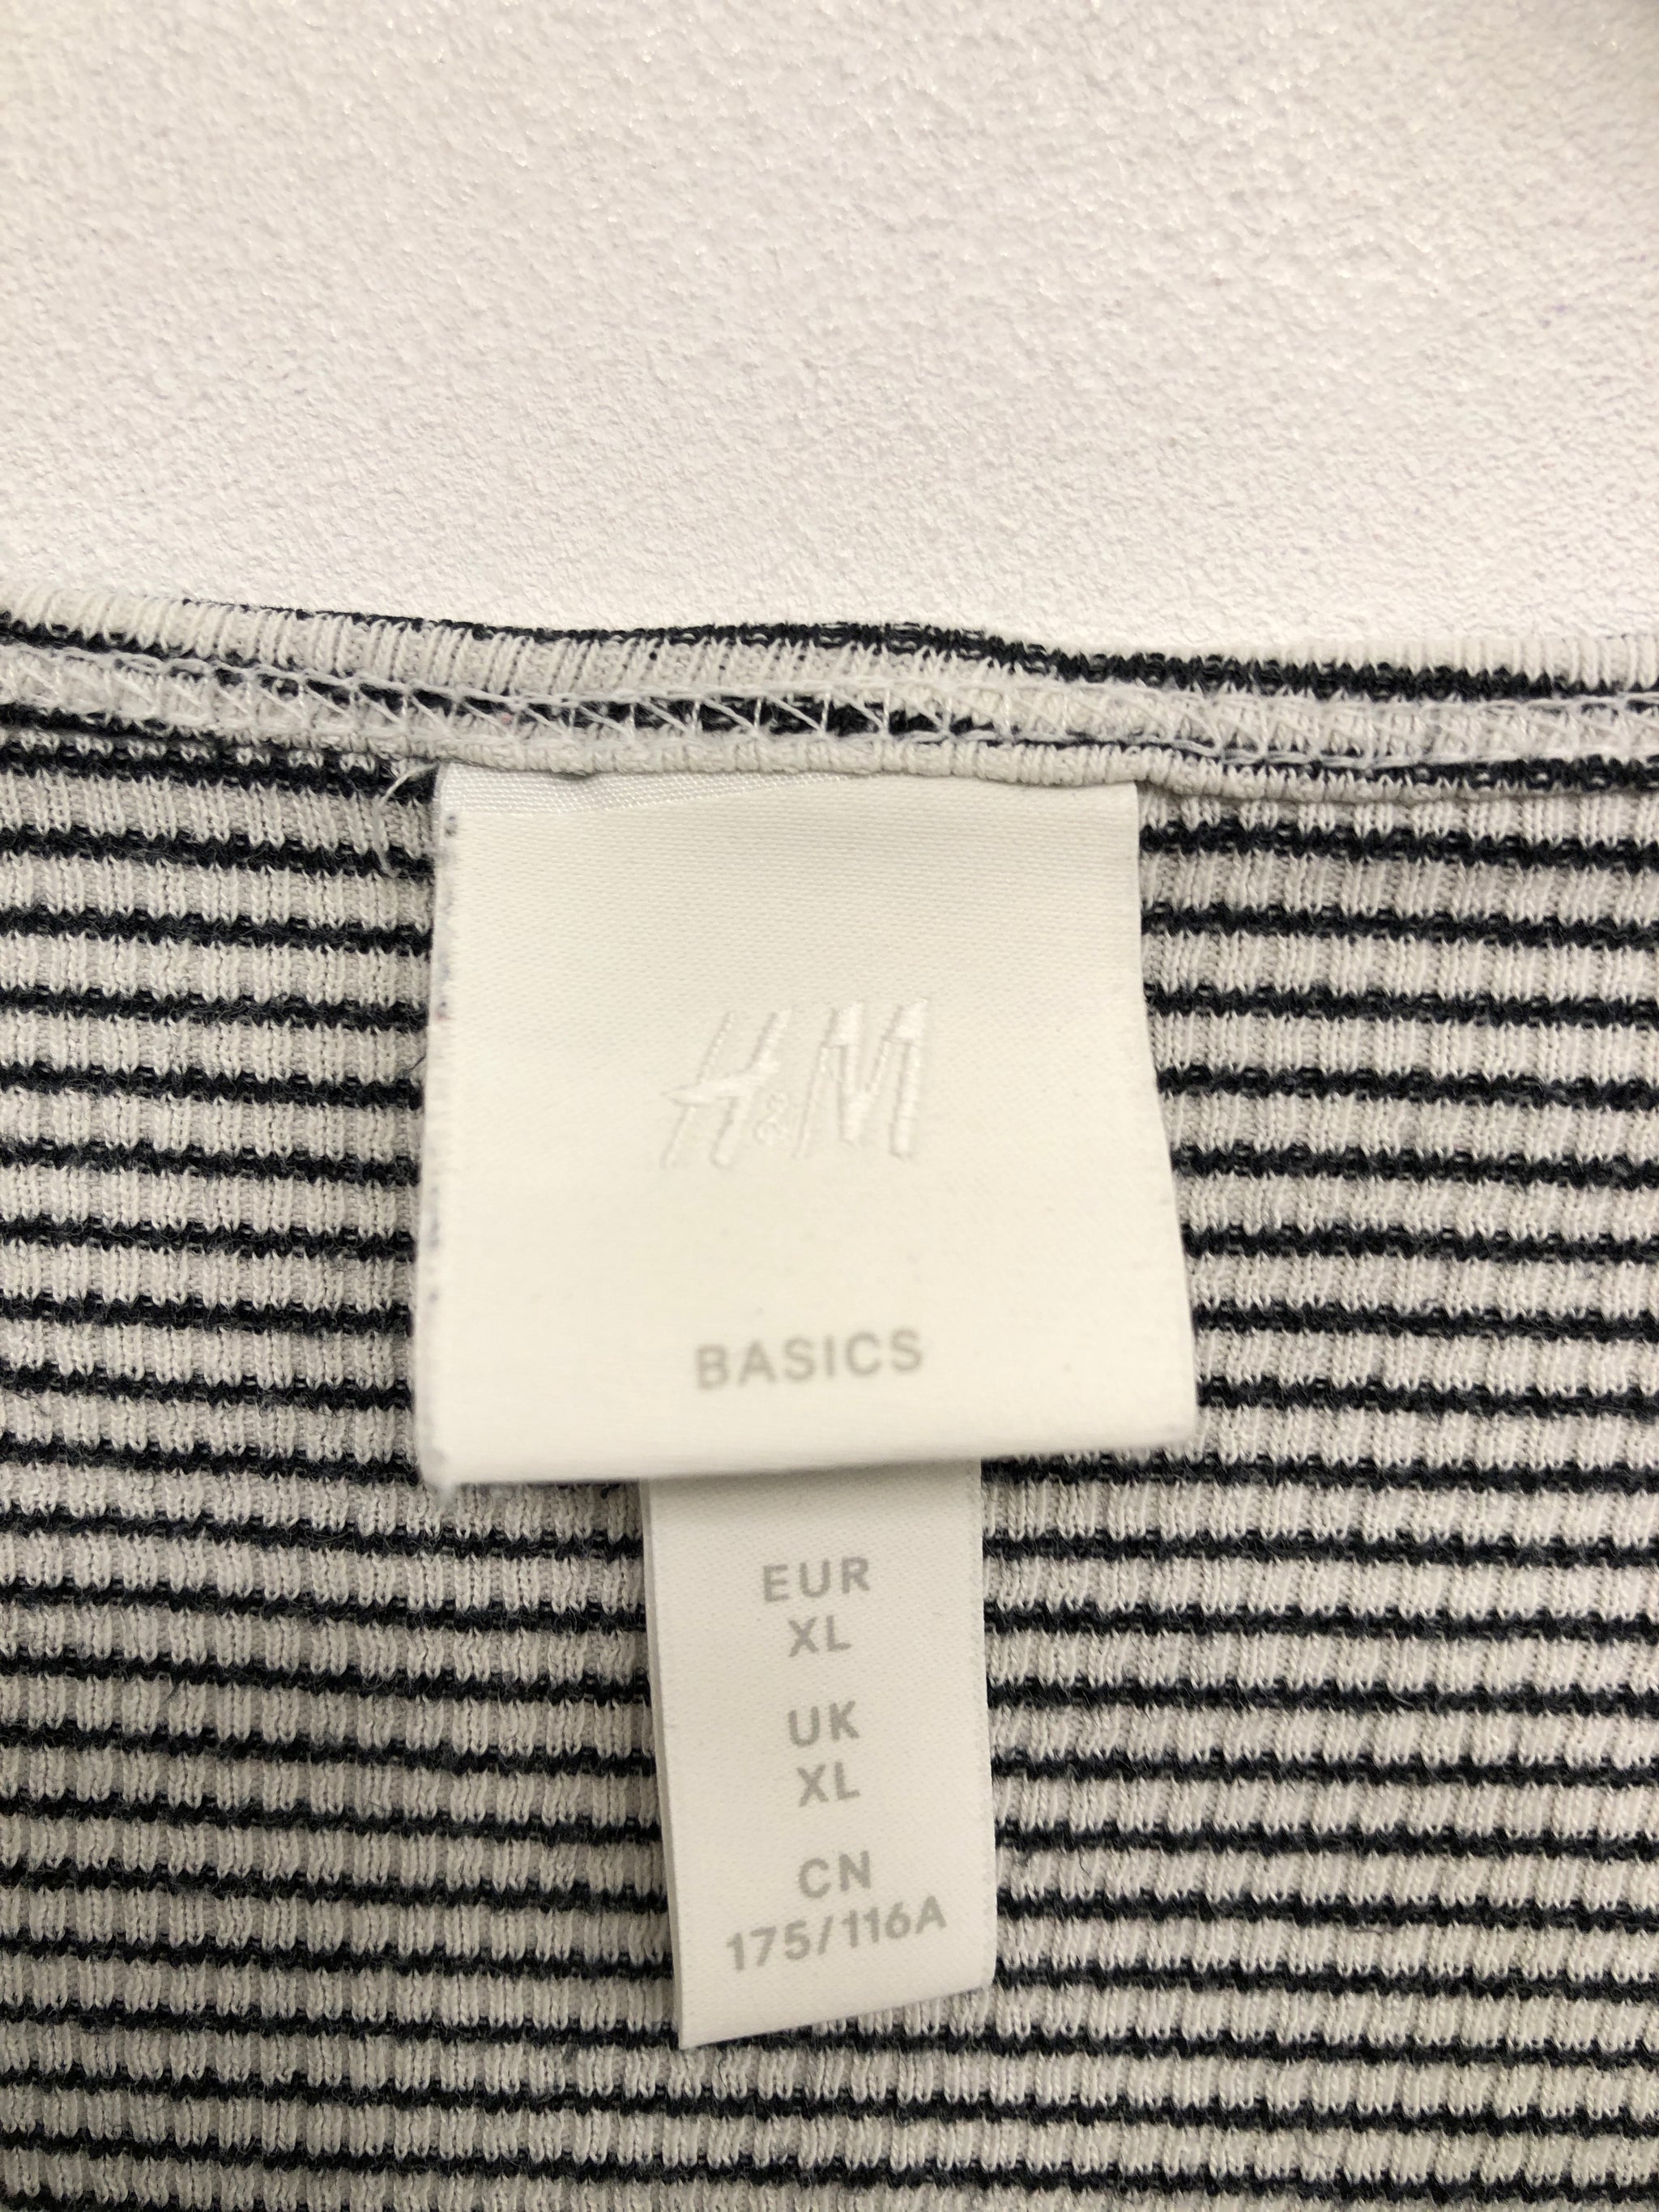 H&M
BASICS
EUR
XL
UK
XL
CN
175/116A